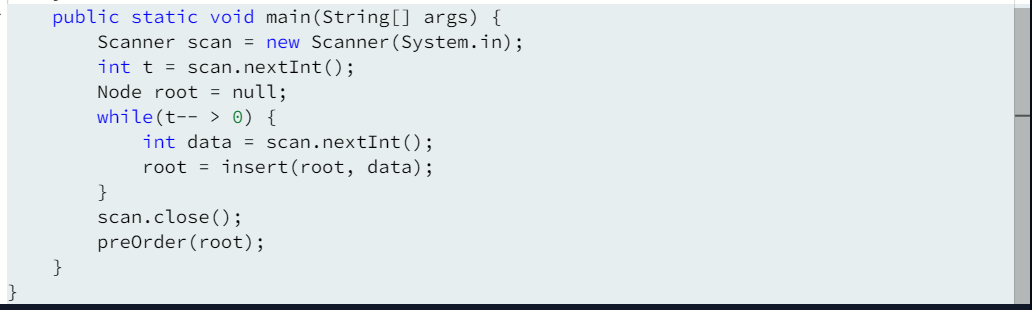 public static void main(String[] args) {
Scanner scan = new Scanner(System.in);
int t = scan.nextInt();
Node root = null;
while(t-- > 0) {
int data = scan.nextInt();
root = insert(root, data);
}
scan.close();
preOrder(root);
}
}